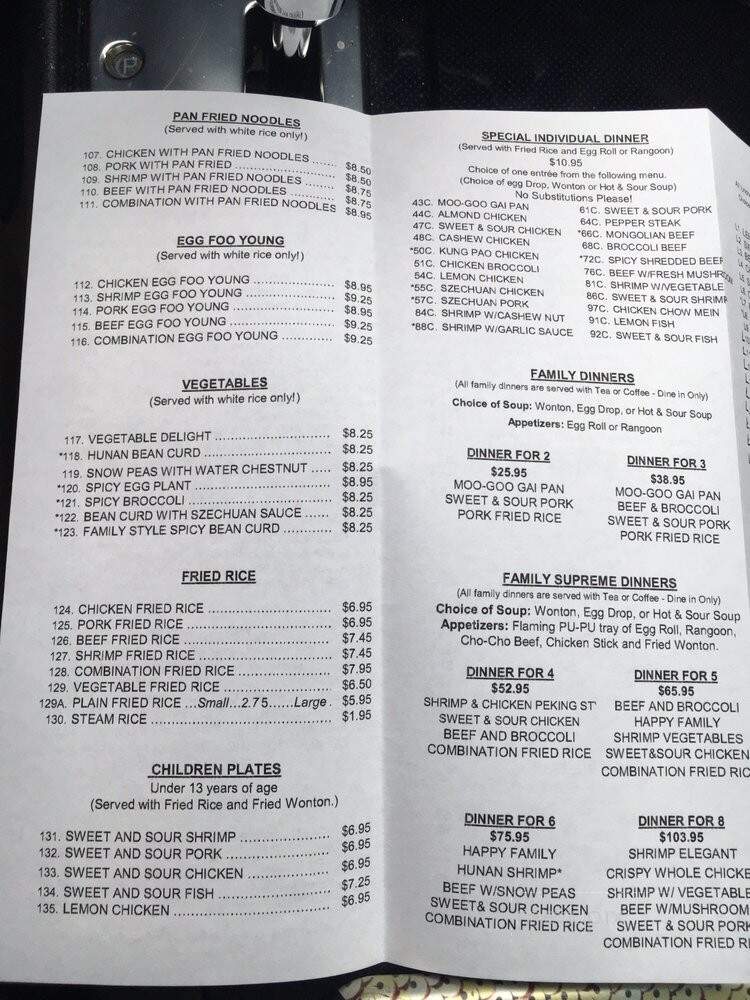 PAN FRIED NOODLES
(Served with white rice only!)
107. CHICKEN WITH PAN FRIED NOODLES ...... $8.50
108. PORK WITH PAN FRIED ........................ $8.50
109. SHRIMP WITH PAN FRIED NOODLES ........ $8.75
110. BEEF WITH PAN FRIED NOODLES ............ $8.75
111. COMBINATION WITH PAN FRIED NOODLES $8.95
EGG FOO YOUNG
(Served with white rice only!)
112. CHICKEN EGG FOO YOUNG .................... $8.95
113. SHRIMP EGG FOO YOUNG ...................... $9.25
114. PORK EGG FOO YOUNG ......................... $8.95
115. BEEF EGG FOO YOUNG ......................... $9.25
116. COMBINATION EGG FOO YOUNG ............ $9.25
VEGETABLES
(Served with white rice only!)
117. VEGETABLE DELIGHT ............................ $8.25
*118. HUNAN BEAN CURD .............................. $8.25
119. SNOW PEAS WITH WATER CHESTNUT ..... $8.25
*120. SPICY EGG PLANT ................................ $8.95
*121. SPICY BROCCOLI .................................. $8.25
*122. BEAN CURD WITH SZECHUAN SAUCE ...... $8.25
*123. FAMILY STYLE SPICY BEAN CURD ............ $8.25
FRIED RICE
124. CHICKEN FRIED RICE .............................. $6.95
125. PORK FRIED RICE .................................. $6.95
126. BEEF FRIED RICE ................................... $7.45
127. SHRIMP FRIED RICE ................................ $7.45
128. COMBINATION FRIED RICE ....................... $7.95
129. VEGETABLE FRIED RICE .......................... $6.50
129A. PLAIN FRIED RICE ...Small...2.75......Large. $5.95
130. STEAM RICE ......................................... $1.95
CHILDREN PLATES
Under 13 years of age
(Served with Fried Rice and Fried Wonton.)
131. SWEET AND SOUR SHRIMP ...................... $6.95
132. SWEET AND SOUR PORK ......................... $6.95
133. SWEET AND SOUR CHICKEN ..................... $6.95
134. SWEET AND SOUR FISH .......................... $7.25
135. LEMON CHICKEN ................................... $6.95
SPECIAL INDIVIDUAL DINNER
(Served with Fried Rice and Egg Roll or Rangoon)
$10.95
Choice of one entrée from the following menu.
(Choice of egg Drop, Wonton or Hot & Sour Soup)
No Substitutions Please!
43C. MOO-GOO GAI PAN
44C. ALMOND CHICKEN
47C. SWEET & SOUR CHICKEN
48C. CASHEW CHICKEN
*50C. KUNG PAO CHICKEN
51C. CHICKEN BROCCOLI
54C. LEMON CHICKEN
*55C. SZECHUAN CHICKEN
*57C. SZECHUAN PORK
84C. SHRIMP W/CASHEW NUT
*88C. SHRIMP W/GARLIC SAUCE
61C. SWEET & SOUR PORK
64C. PEPPER STEAK
*66C. MONGOLIAN BEEF
68C. BROCCOLI BEEF
*72C. SPICY SHREDDED BEEF
76C. BEEF W/FRESH MUSHROOM
81C. SHRIMP W/VEGETABLE
86C. SWEET & SOUR SHRIMP
97C. CHICKEN CHOW MEIN
91C. LEMON FISH
92C. SWEET & SOUR FISH
FAMILY DINNERS
(All family dinners are served with Tea or Coffee - Dine in Only)
Choice of Soup: Wonton, Egg Drop, or Hot & Sour Soup
Appetizers: Egg Roll or Rangoon
DINNER FOR 2
$25.95
MOO-GOO GAI PAN
SWEET & SOUR PORK
PORK FRIED RICE
DINNER FOR 3
$38.95
MOO-GOO GAI PAN
BEEF & BROCCOLI
SWEET & SOUR PORK
PORK FRIED RICE
FAMILY SUPREME DINNERS
(All family dinners are served with Tea or Coffee - Dine in Only)
Choice of Soup: Wonton, Egg Drop, or Hot & Sour Soup
Appetizers: Flaming PU-PU tray of Egg Roll, Rangoon,
Cho-Cho Beef, Chicken Stick and Fried Wonton.
DINNER FOR 4
$52.95
SHRIMP & CHICKEN PEKING ST
SWEET & SOUR CHICKEN
BEEF AND BROCCOLI
COMBINATION FRIED RICE
DINNER FOR 5
$65.95
BEEF AND BROCCOLI
HAPPY FAMILY
SHRIMP VEGETABLES
SWEET&SOUR CHICKEN
COMBINATION FRIED RIC
DINNER FOR 6
$75.95
HAPPY FAMILY
HUNAN SHRIMP*
BEEF W/SNOW PEAS
SWEET& SOUR CHICKEN
COMBINATION FRIED RICE
DINNER FOR 8
$103.95
SHRIMP ELEGANT
CRISPY WHOLE CHICKE
SHRIMP W/ VEGETABLE
BEEF W/MUSHROOM
SWEET & SOUR PORK
COMBINATION FRIED RI